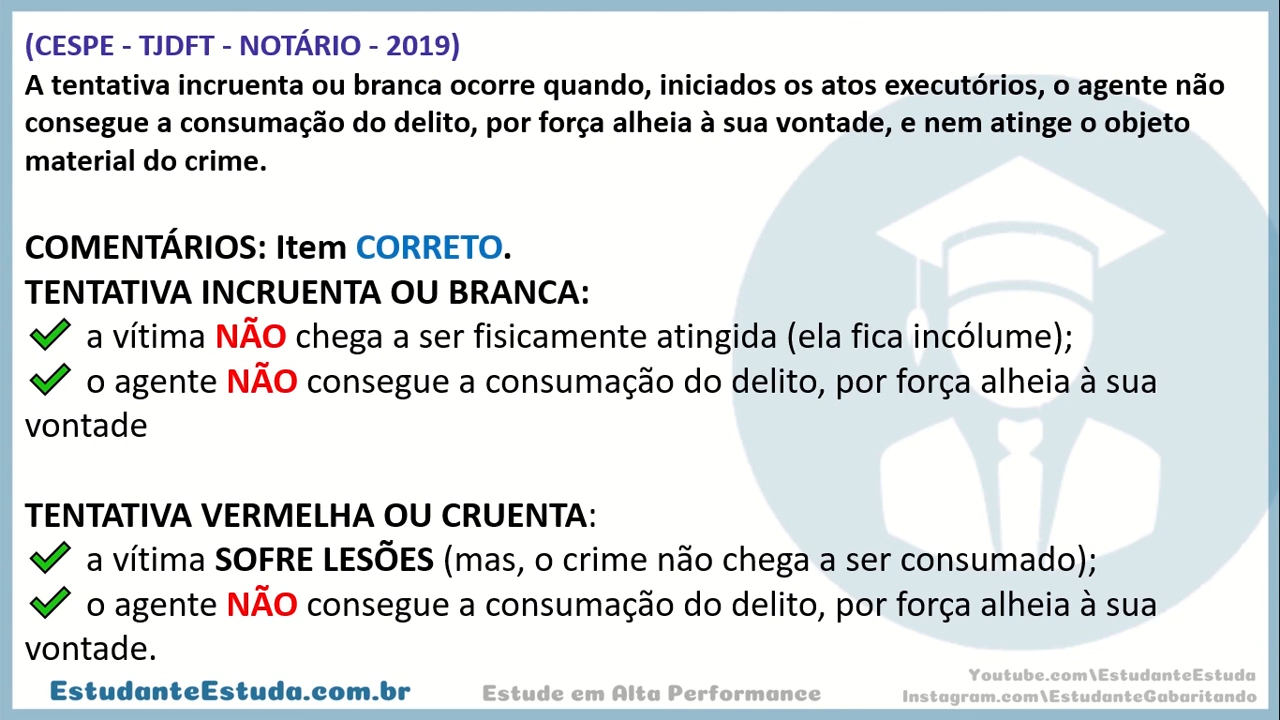 (CESPE - TJDFT - NOTÁRIO - 2019)
A tentativa incruenta ou branca ocorre quando, iniciados os atos executórios, o agente não
consegue a consumação do delito, por força alheia à sua vontade, e nem atinge o objeto
material do crime.
COMENTÁRIOS: Item CORRETO.
TENTATIVA INCRUENTA OU BRANCA:
a vítima NÃO chega a ser fisicamente atingida (ela fica incólume);
o agente NÃO consegue a consumação do delito, por força alheia à sua
vontade
TENTATIVA VERMELHA OU CRUENTA:
a vítima SOFRE LESÕES (mas, o crime não chega a ser consumado);
o agente NÃO consegue a consumação do delito, por força alheia à sua
vontade.
EstudanteEstuda.com.br
Estude em Alta Performance
Youtube.com\EstudanteEstuda
Instagram.com\EstudanteGabaritando